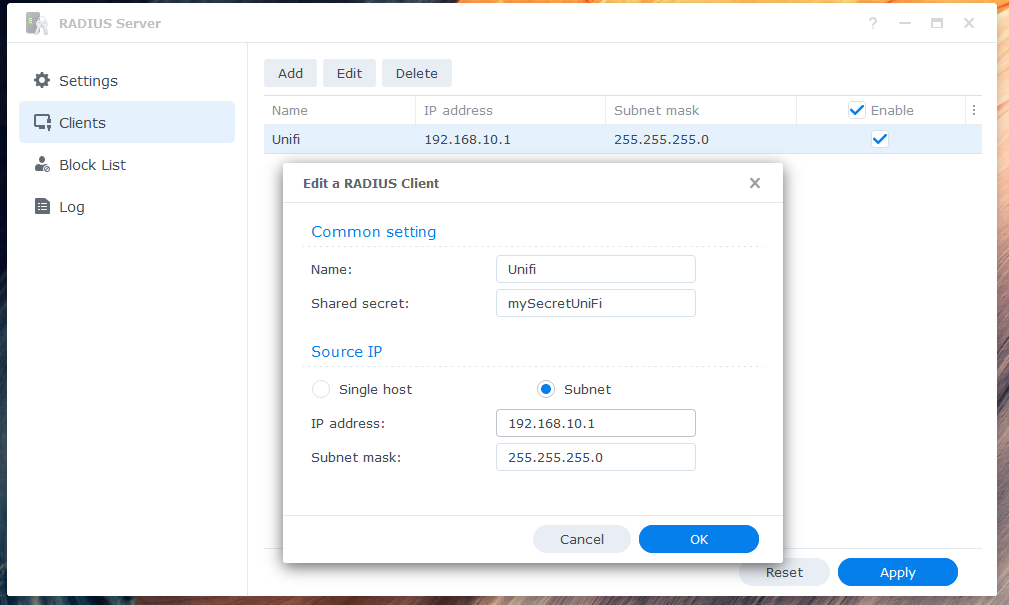 RADIUS Server
Settings
Clients
Block List
Log
Add Edit Delete
Name IP address Subnet mask Enable
Unifi 192.168.10.1 255.255.255.0
Edit a RADIUS Client
Common setting
Name: Unifi
Shared secret: mySecretUniFi
Source IP
Single host Subnet
IP address: 192.168.10.1
Subnet mask: 255.255.255.0
Cancel OK
Reset Apply